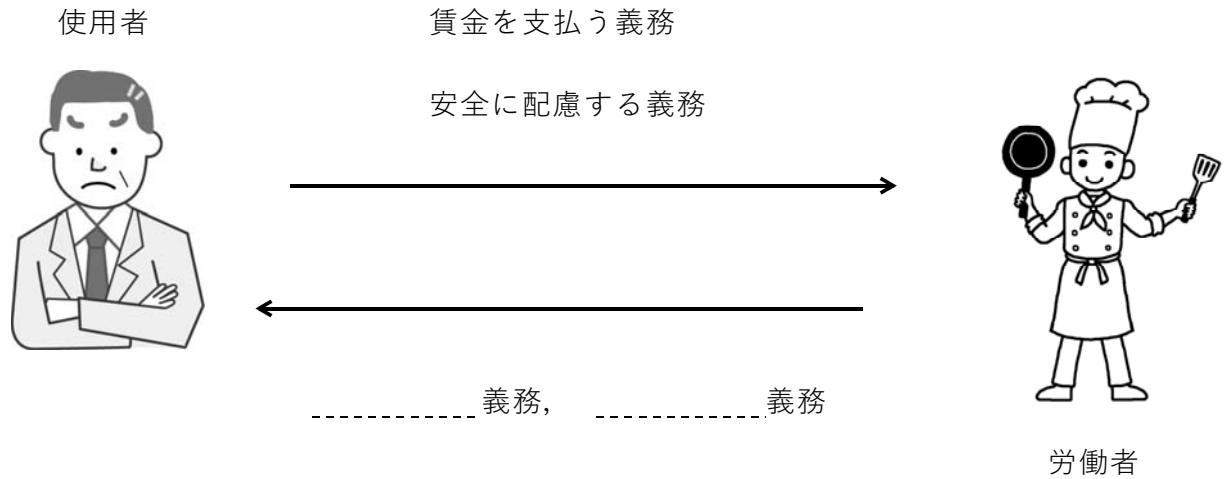 使用者
賃金を支払う義務
安全に配慮する義務
義務, 義務
労働者